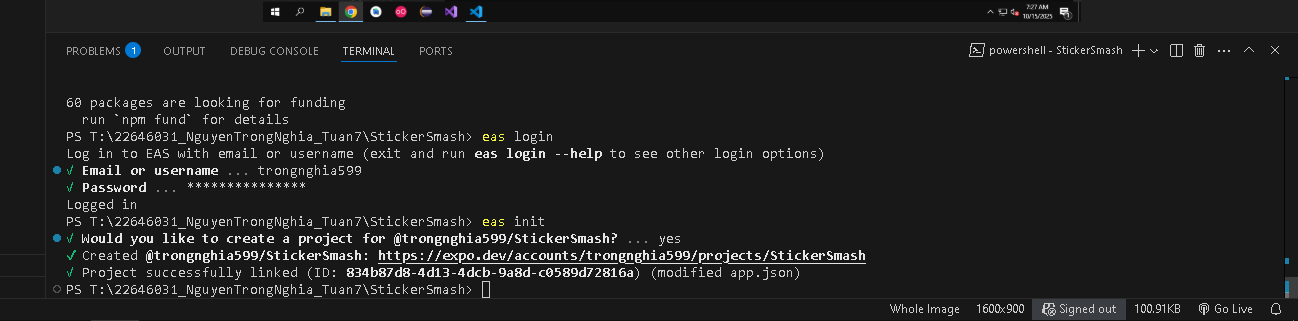 7:27 AM
10/15/2025
PROBLEMS 1 OUTPUT DEBUG CONSOLE TERMINAL PORTS powershell - StickerSmash
60 packages are looking for funding
run `npm fund` for details
PS T:\22646031_NguyenTrongNghia_Tuan7\StickerSmash> eas login
Log in to EAS with email or username (exit and run eas login --help to see other login options)
√ Email or username ... trongnghia599
√ Password ... ***************
Logged in
PS T:\22646031_NguyenTrongNghia_Tuan7\StickerSmash> eas init
√ Would you like to create a project for @trongnghia599/StickerSmash? ... yes
✓ Created @trongnghia599/StickerSmash: https://expo.dev/accounts/trongnghia599/projects/StickerSmash
√ Project successfully linked (ID: 834b87d8-4d13-4dcb-9a8d-c0589d72816a) (modified app.json)
PS T:\22646031_NguyenTrongNghia_Tuan7\StickerSmash>
Whole Image 1600x900 Signed out 100.91KB Go Live